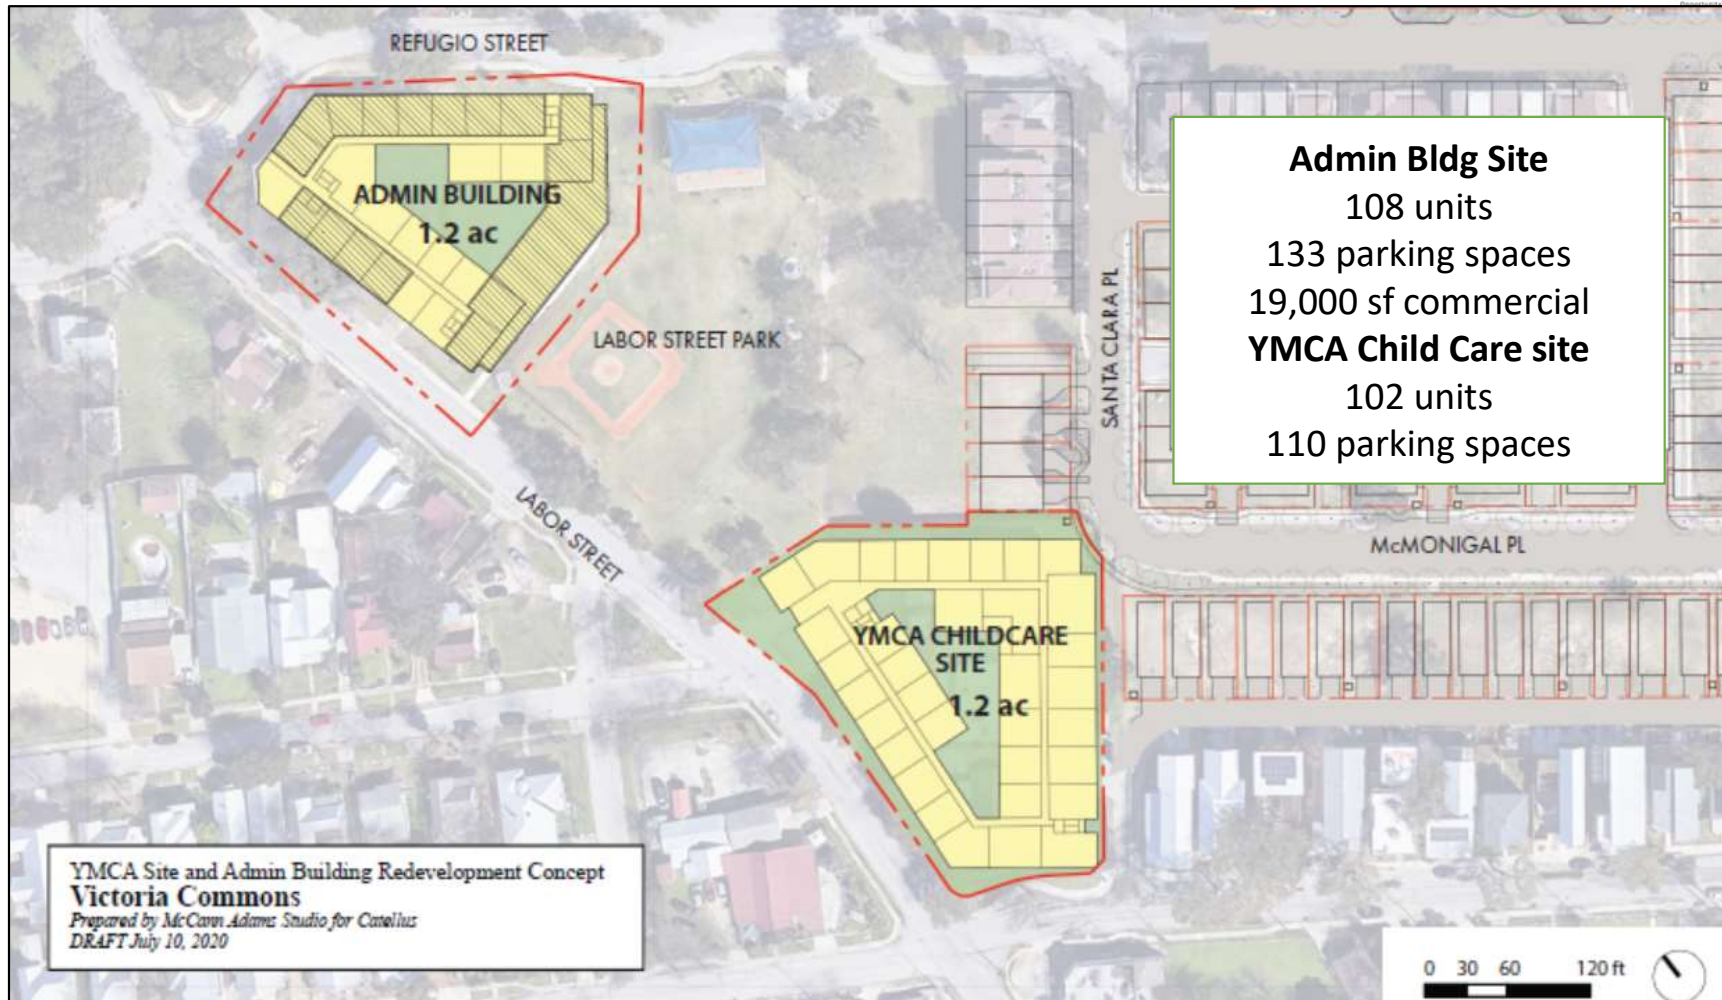 REFUGIO STREET
ADMIN BUILDING
1.2 ac
LABOR STREET PARK
SANTA CLARA PL
Admin Bldg Site
108 units
133 parking spaces
19,000 sf commercial
YMCA Child Care site
102 units
110 parking spaces
LABOR STREET
McMONIGAL PL
YMCA CHILDCARE
SITE
1.2 ac
YMCA Site and Admin Building Redevelopment Concept
Victoria Commons
Prepared by McCann Adams Studio for Catellus
DRAFT July 10, 2020
0 30 60 120 ft